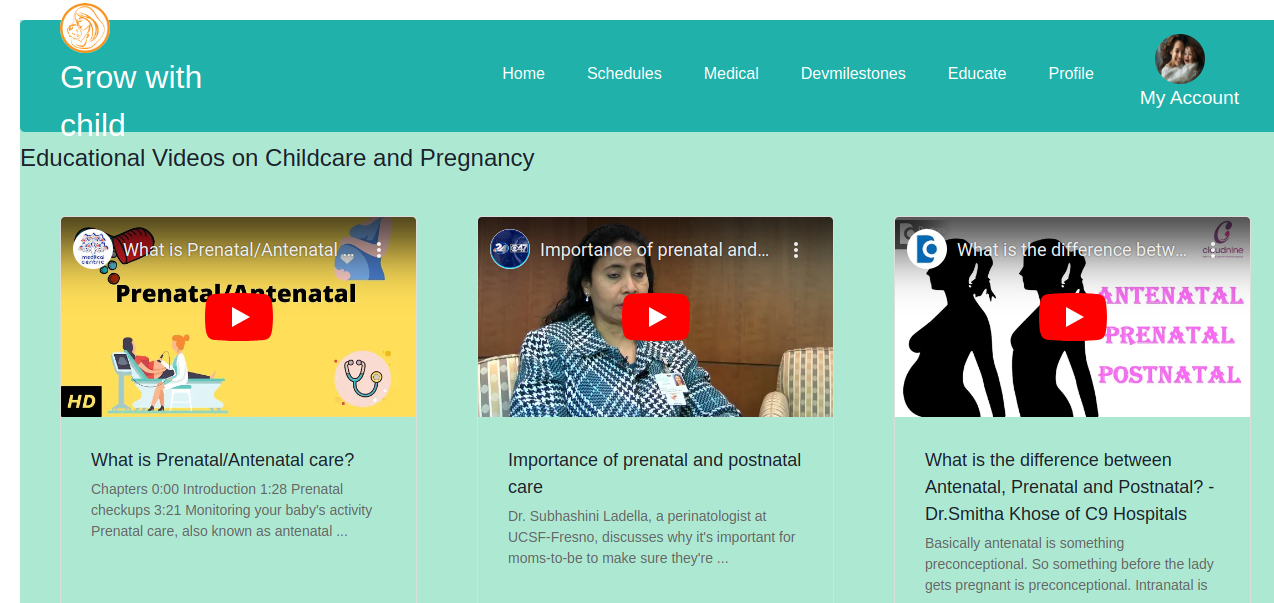 Grow with
child
Home Schedules Medical Devmilestones Educate Profile
My Account
Educational Videos on Childcare and Pregnancy
medical
centric
What is Prenatal/Antenatal ...
Prenatal/Antenatal
HD
What is Prenatal/Antenatal care?
Chapters 0:00 Introduction 1:28 Prenatal
checkups 3:21 Monitoring your baby's activity
Prenatal care, also known as antenatal ...
Importance of prenatal and...
Importance of prenatal and postnatal
care
Dr. Subhashini Ladella, a perinatologist at
UCSF-Fresno, discusses why it's important for
moms-to-be to make sure they're ...
What is the difference betw...
cloudnine
ANTENATAL
PRENATAL
POSTNATAL
What is the difference between
Antenatal, Prenatal and Postnatal? -
Dr.Smitha Khose of C9 Hospitals
Basically antenatal is something
preconceptional. So something before the lady
gets pregnant is preconceptional. Intranatal is